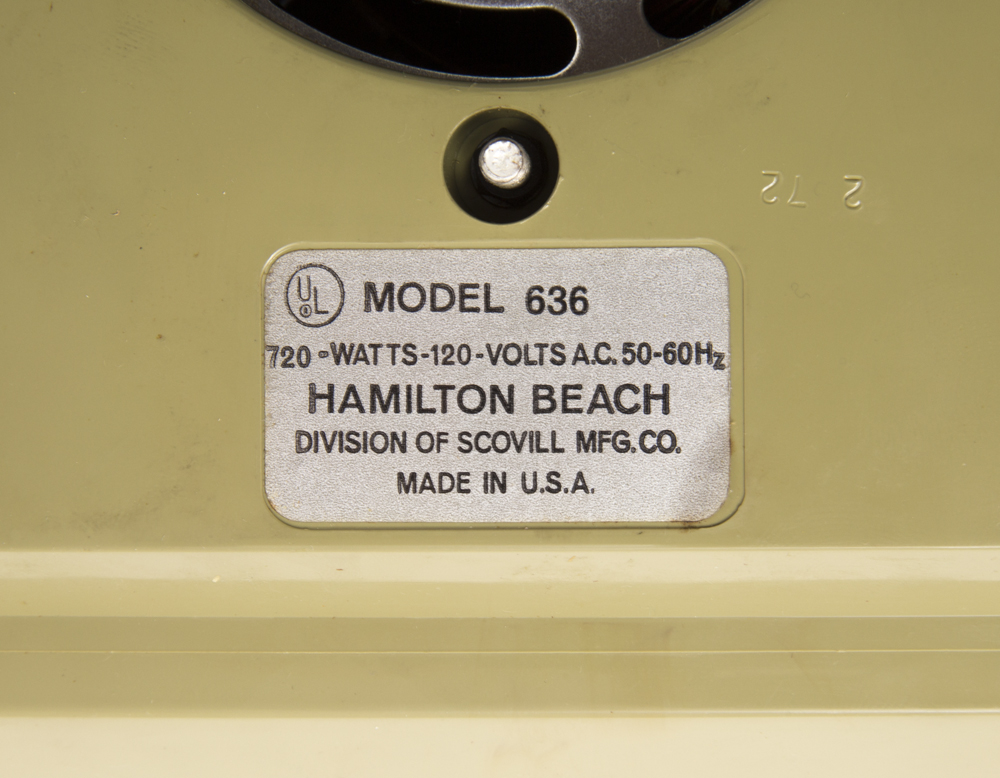 2 72
UL
MODEL 636
720-WATTS-120-VOLTS A.C. 50-60Hz
HAMILTON BEACH
DIVISION OF SCOVILL MFG. CO.
MADE IN U.S.A.